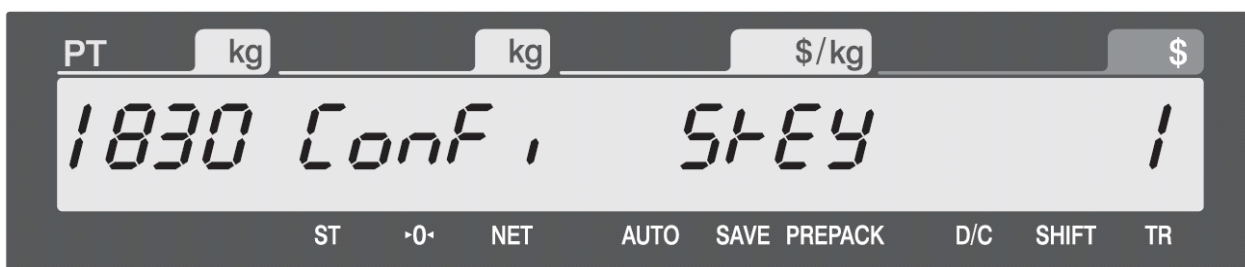 PT kg kg $/kg $
1830 ConF i StEY 1
ST ►0◄ NET AUTO SAVE PREPACK D/C SHIFT TR